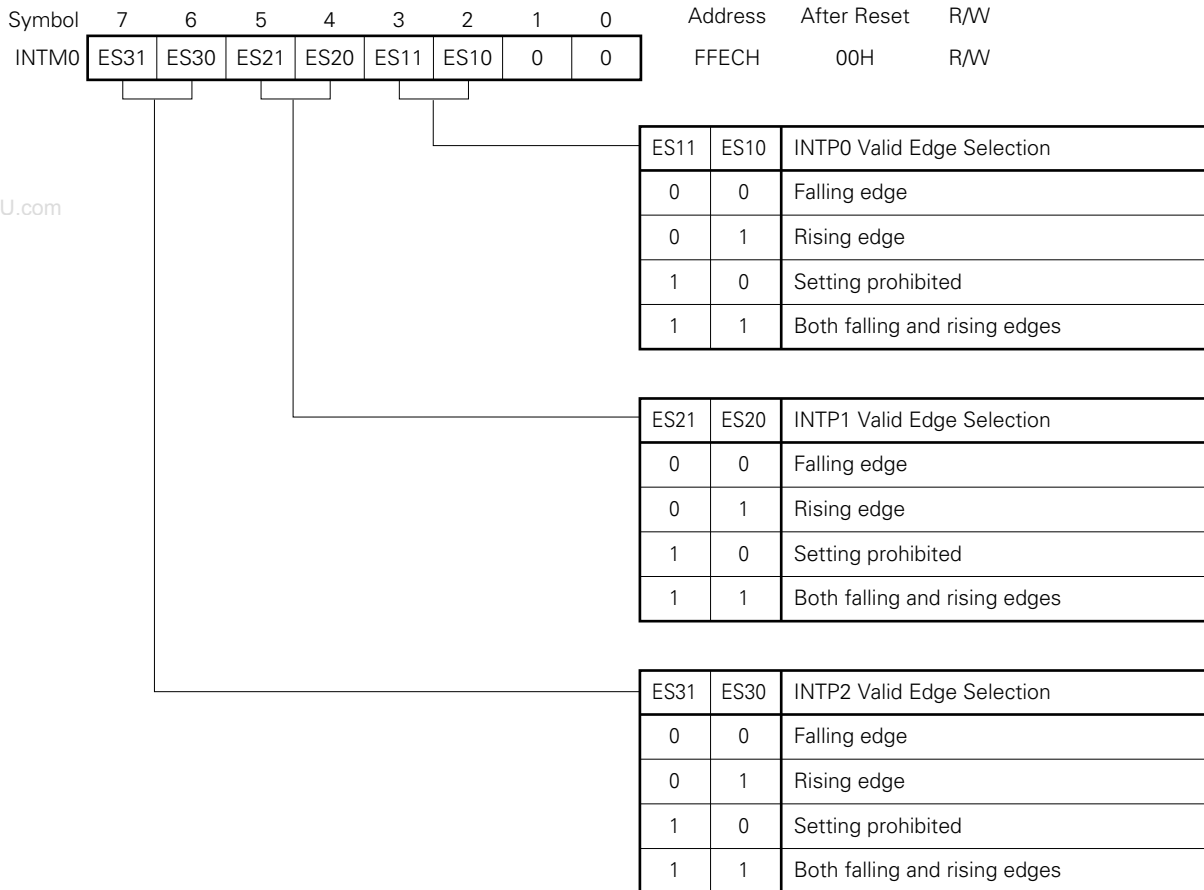 Symbol 7 6 5 4 3 2 1 0 Address After Reset R/W
INTM0 ES31 ES30 ES21 ES20 ES11 ES10 0 0 FFECH 00H R/W
ES11 ES10 INTP0 Valid Edge Selection
0 0 Falling edge
0 1 Rising edge
1 0 Setting prohibited
1 1 Both falling and rising edges
U.com
ES21 ES20 INTP1 Valid Edge Selection
0 0 Falling edge
0 1 Rising edge
1 0 Setting prohibited
1 1 Both falling and rising edges
ES31 ES30 INTP2 Valid Edge Selection
0 0 Falling edge
0 1 Rising edge
1 0 Setting prohibited
1 1 Both falling and rising edges